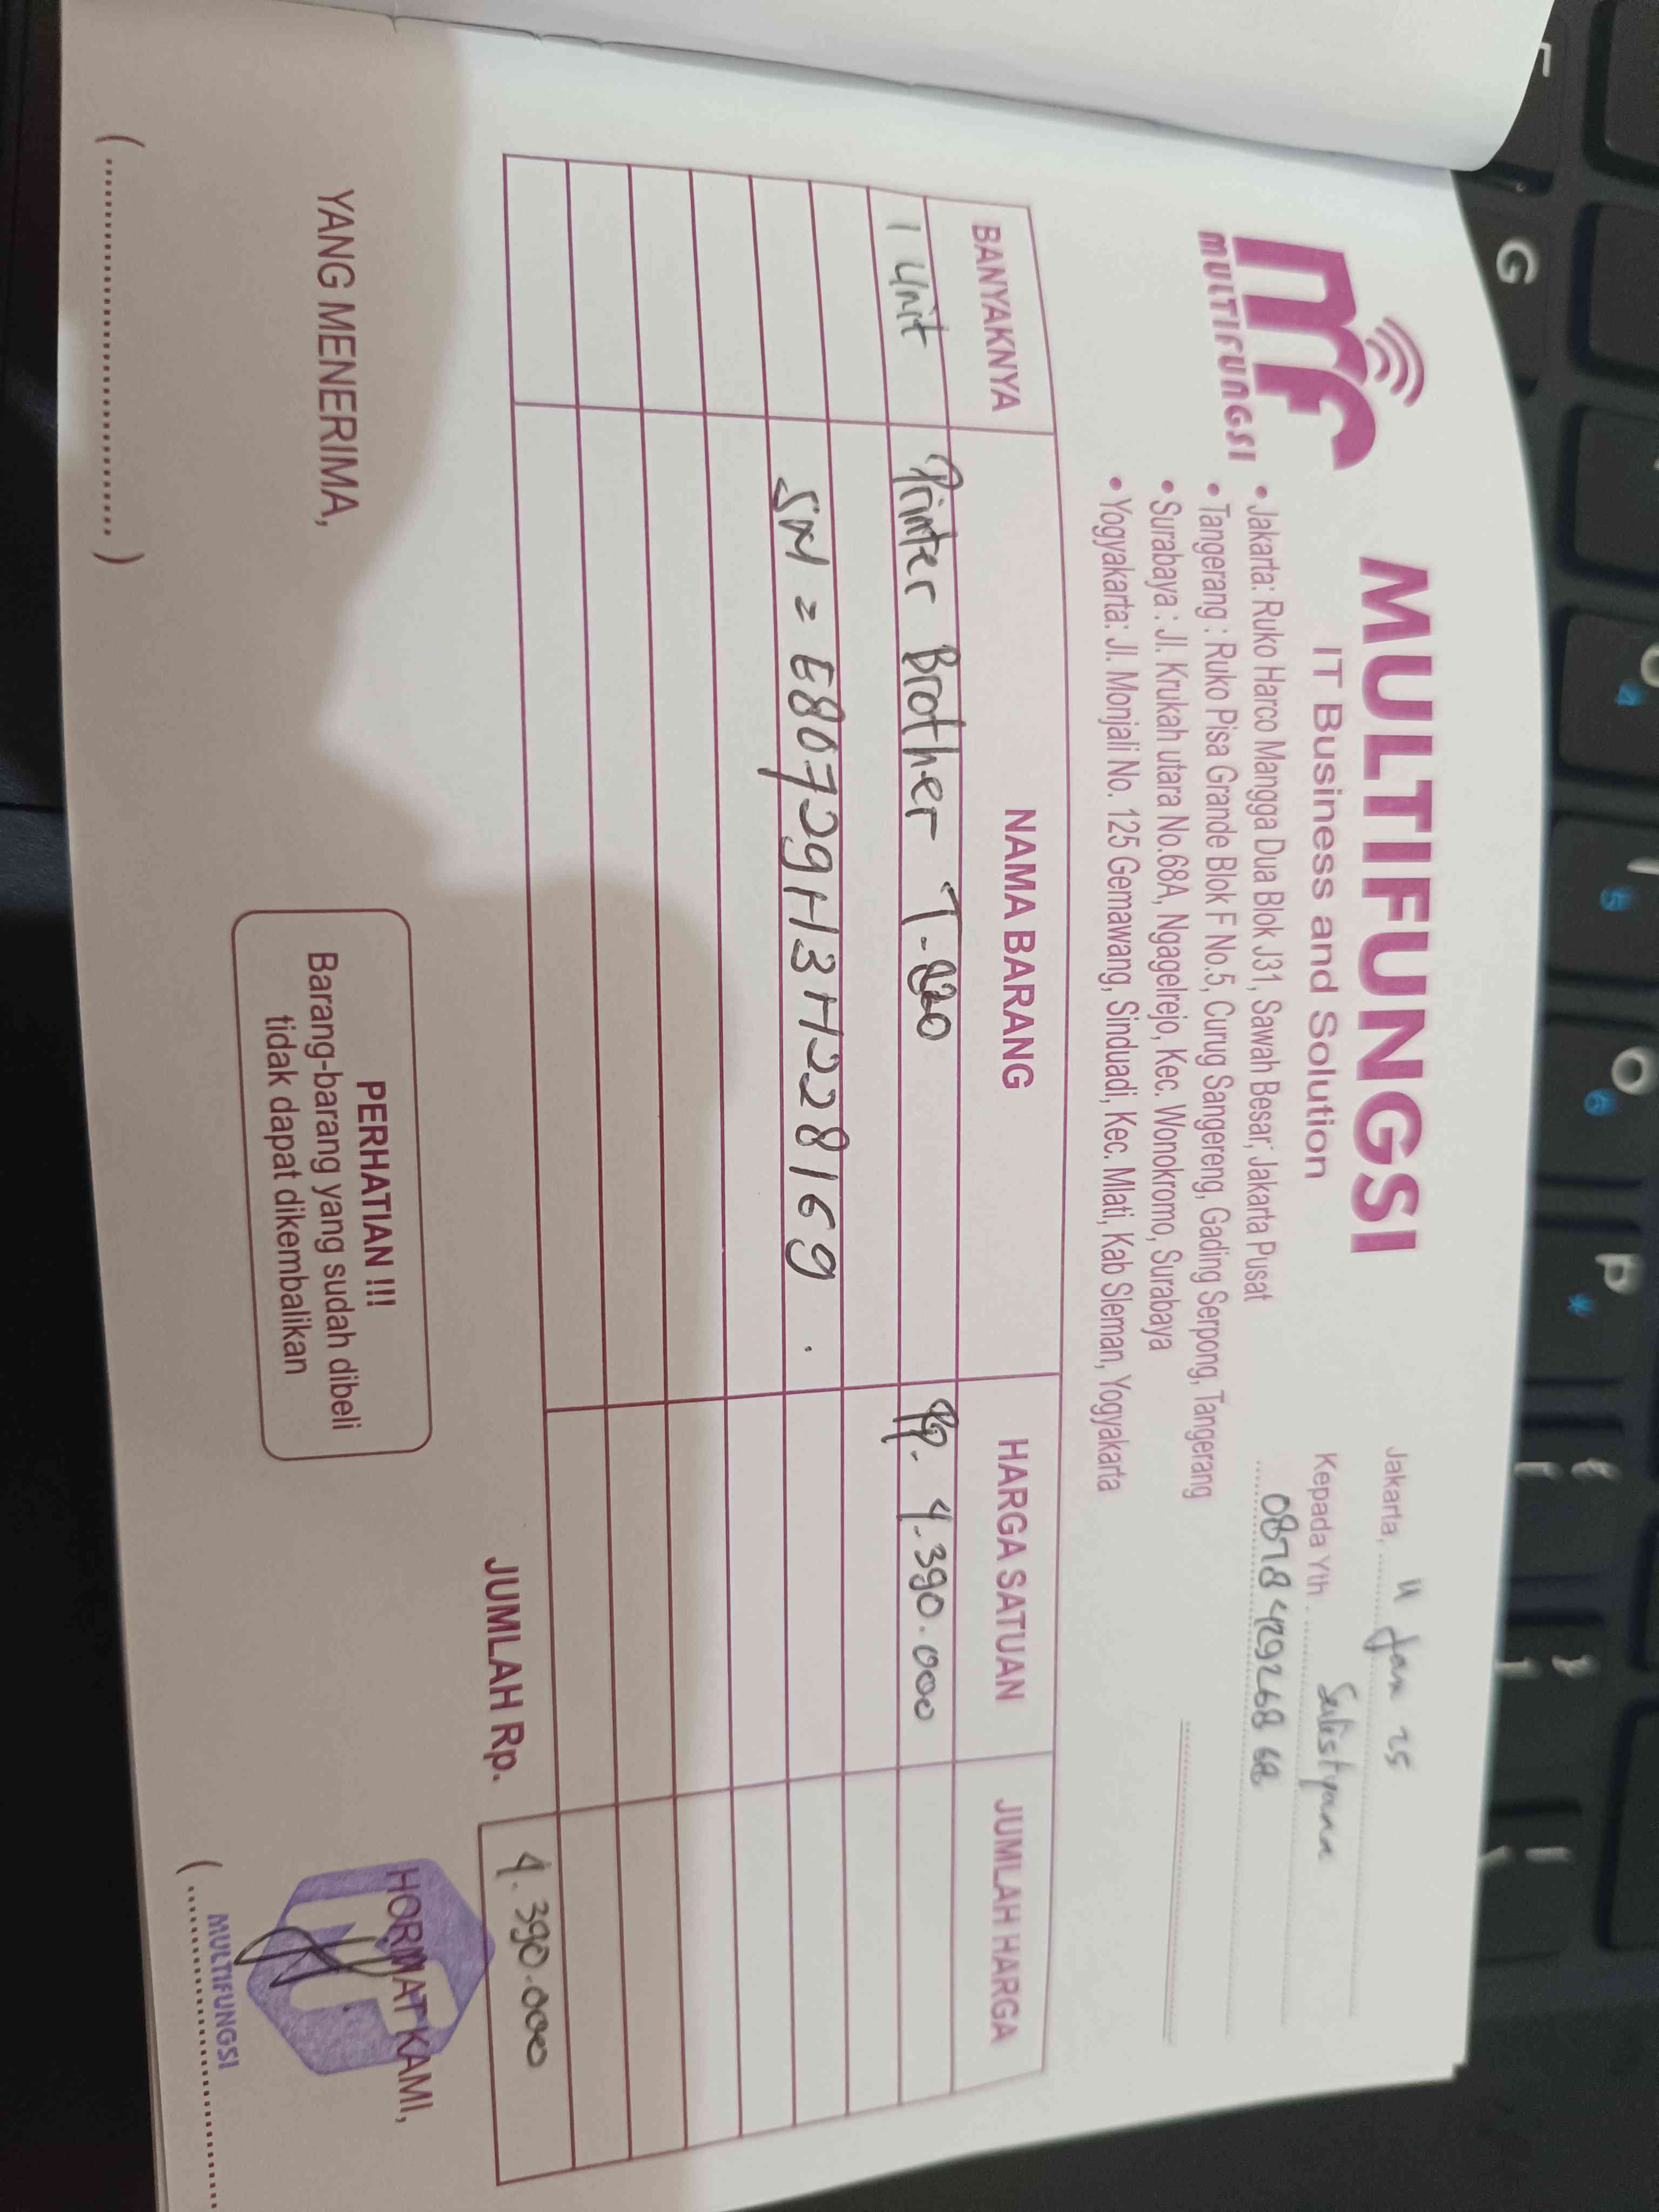 MULTIFUNGSI
IT Business and Solution
MULTIFUNGSI
• Jakarta: Ruko Harco Mangga Dua Blok J31, Sawah Besar, Jakarta Pusat
• Tangerang : Ruko Pisa Grande Blok F No.5, Curug Sangereng, Gading Serpong, Tangerang
• Surabaya : Jl. Krukah utara No.68A, Ngagelrejo, Kec. Wonokromo, Surabaya
• Yogyakarta: Jl. Monjali No. 125 Gemawang, Sinduadi, Kec. Mlati, Kab Sleman, Yogyakarta
Jakarta, 11 Jan 25
Kepada Yth. Sulistyana
BANYAKNYA NAMA BARANG HARGA SATUAN JUMLAH HARGA
1 Unit Printer Brother Rp. 4.390.000
SN = E80729H3H228169.
JUMLAH Rp. 4.390.000
YANG MENERIMA,
PERHATIAN !!!
Barang-barang yang sudah dibeli
tidak dapat dikembalikan
HORMAT KAMI,
MULTIFUNGSI
G
O
6
P
*
5
4